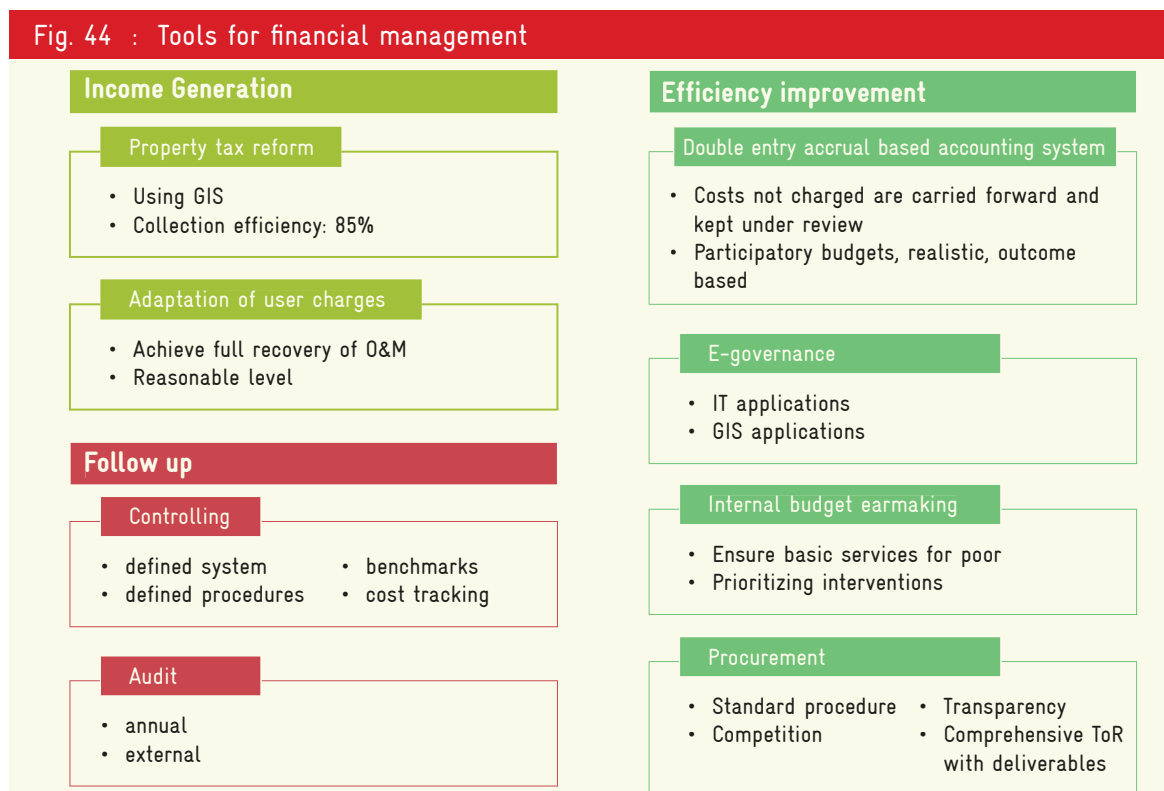 Fig. 44 : Tools for financial management
Income Generation
Property tax reform
• Using GIS
• Collection efficiency: 85%
Adaptation of user charges
• Achieve full recovery of O&M
• Reasonable level
Follow up
Controlling
• defined system
• defined procedures
• benchmarks
• cost tracking
Audit
• annual
• external
Efficiency improvement
Double entry accrual based accounting system
• Costs not charged are carried forward and
kept under review
• Participatory budgets, realistic, outcome
based
E-governance
• IT applications
• GIS applications
Internal budget earmaking
• Ensure basic services for poor
• Prioritizing interventions
Procurement
• Standard procedure
• Competition
• Transparency
• Comprehensive ToR
with deliverables